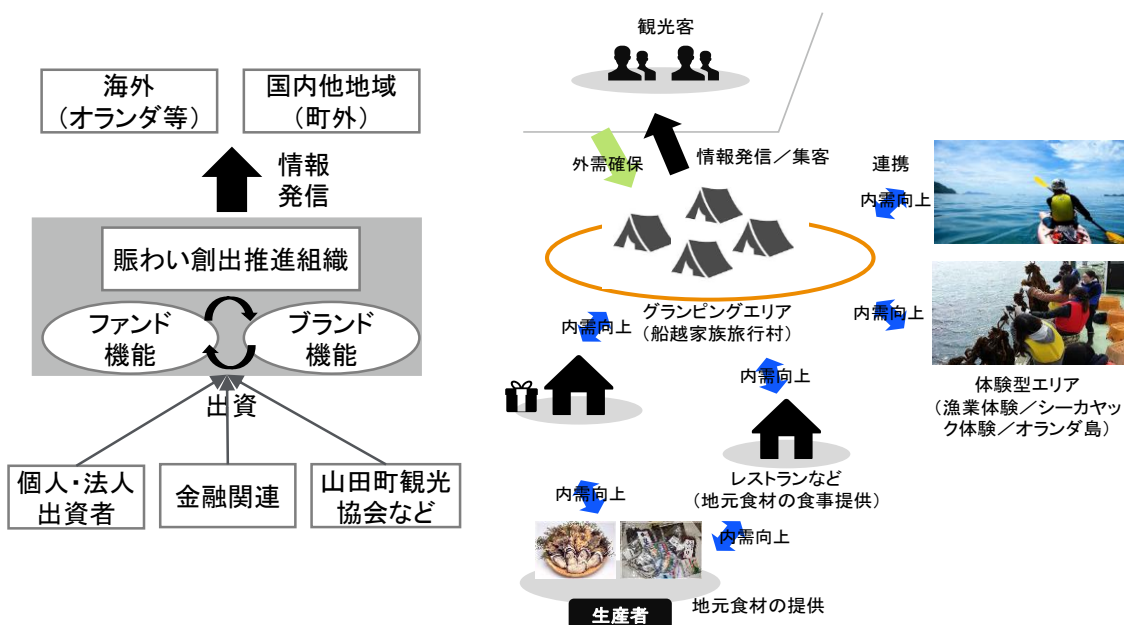 海外
（オランダ等）
国内他地域
（町外）
情報
発信
賑わい創出推進組織
ファンド
機能
ブランド
機能
出資
個人・法人
出資者
金融関連
山田町観光
協会など
観光客
外需確保
情報発信／集客
連携
内需向上
グランピングエリア
（船越家族旅行村）
内需向上
内需向上
内需向上
体験型エリア
（漁業体験／シーカヤッ
ク体験／オランダ島）
レストランなど
（地元食材の食事提供）
内需向上
内需向上
地元食材の提供
生産者